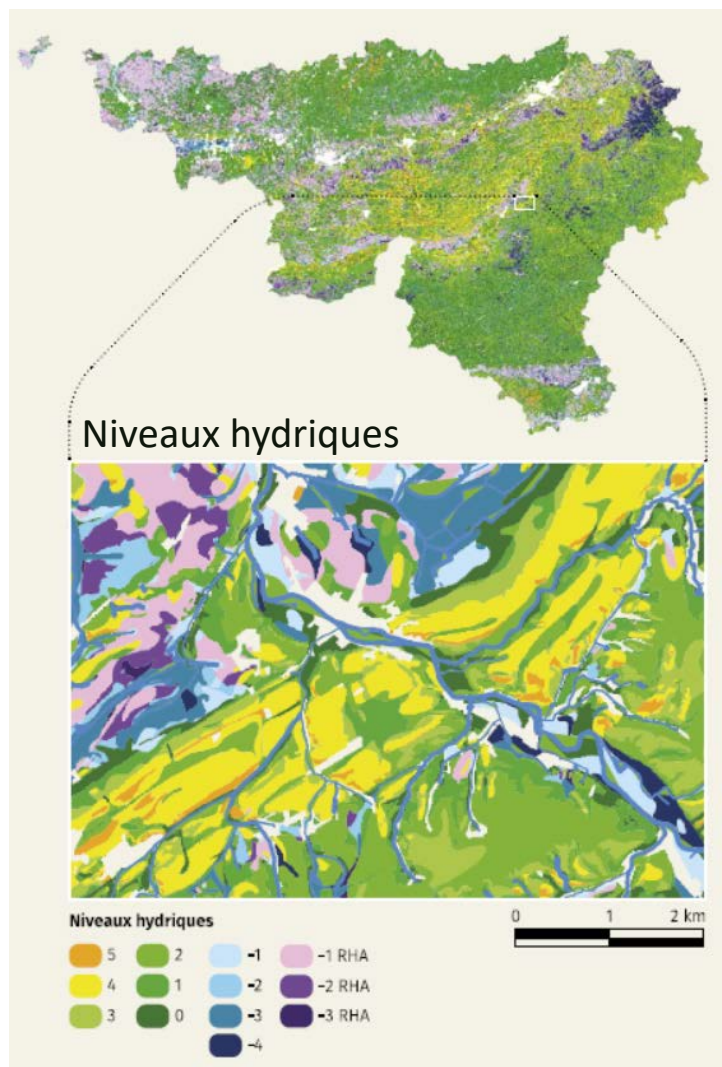 Niveaux hydriques
Niveaux hydriques
0 1 2 km
5 2 -1 -1 RHA
4 1 -2 -2 RHA
3 0 -3 -3 RHA
-4